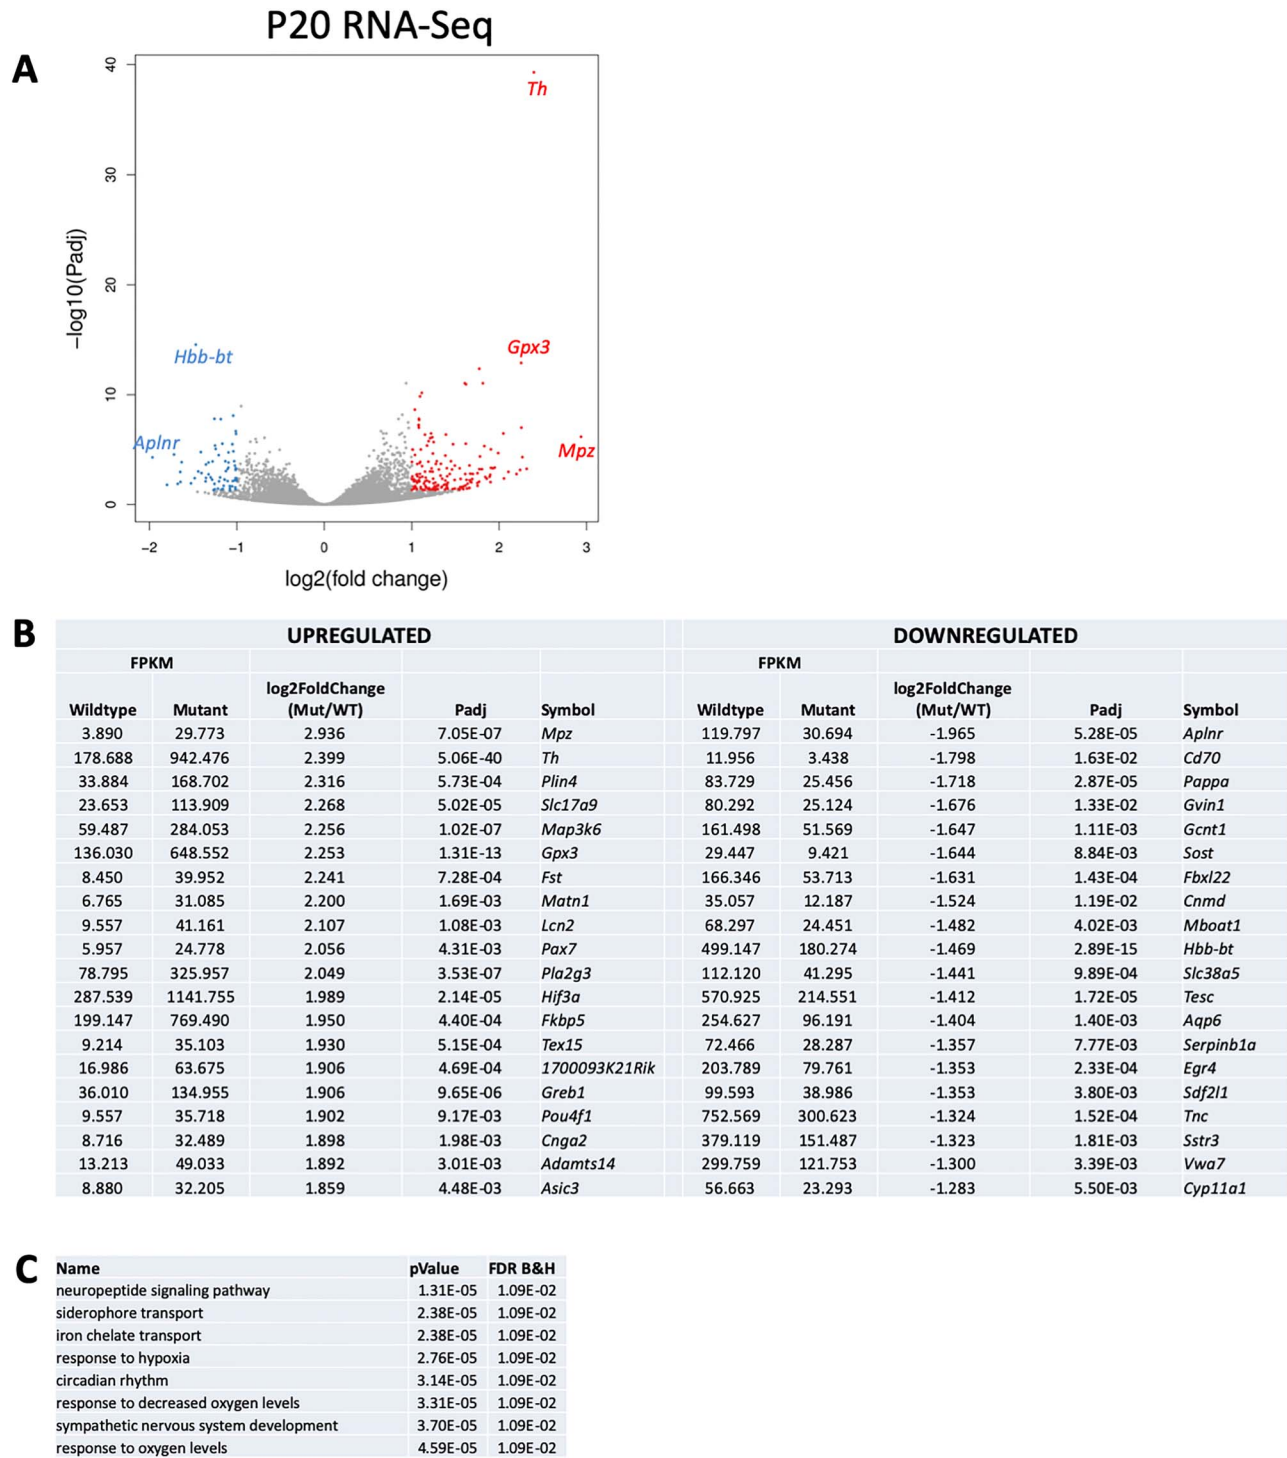 P20 RNA-Seq
A
40
30
20
10
0
−log10(Padj)
Th
Gpx3
Hbb-bt
Aplnr
Mpz
−2 −1 0 1 2 3
log2(fold change)
B
UPREGULATED DOWNREGULATED
FPKM FPKM
log2FoldChange log2FoldChange
Wildtype Mutant (Mut/WT) Padj Symbol Wildtype Mutant (Mut/WT) Padj Symbol
3.890 29.773 2.936 7.05E-07 Mpz 119.797 30.694 -1.965 5.28E-05 Aplnr
178.688 942.476 2.399 5.06E-40 Th 11.956 3.438 -1.798 1.63E-02 Cd70
33.884 168.702 2.316 5.73E-04 Plin4 83.729 25.456 -1.718 2.87E-05 Pappa
23.653 113.909 2.268 5.02E-05 Slc17a9 80.292 25.124 -1.676 1.33E-02 Gvin1
59.487 284.053 2.256 1.02E-07 Map3k6 161.498 51.569 -1.647 1.11E-03 Gcnt1
136.030 648.552 2.253 1.31E-13 Gpx3 29.447 9.421 -1.644 8.84E-03 Sost
8.450 39.952 2.241 7.28E-04 Fst 166.346 53.713 -1.631 1.43E-04 Fbxl22
6.765 31.085 2.200 1.69E-03 Matn1 35.057 12.187 -1.524 1.19E-02 Cnmd
9.557 41.161 2.107 1.08E-03 Lcn2 68.297 24.451 -1.482 4.02E-03 Mboat1
5.957 24.778 2.056 4.31E-03 Pax7 499.147 180.274 -1.469 2.89E-15 Hbb-bt
78.795 325.957 2.049 3.53E-07 Pla2g3 112.120 41.295 -1.441 9.89E-04 Slc38a5
287.539 1141.755 1.989 2.14E-05 Hif3a 570.925 214.551 -1.412 1.72E-05 Tesc
199.147 769.490 1.950 4.40E-04 Fkbp5 254.627 96.191 -1.404 1.40E-03 Aqp6
9.214 35.103 1.930 5.15E-04 Tex15 72.466 28.287 -1.357 7.77E-03 Serpinb1a
16.986 63.675 1.906 4.69E-04 1700093K21Rik 203.789 79.761 -1.353 2.33E-04 Egr4
36.010 134.955 1.906 9.65E-06 Greb1 99.593 38.986 -1.353 3.80E-03 Sdf2l1
9.557 35.718 1.902 9.17E-03 Pou4f1 752.569 300.623 -1.324 1.52E-04 Tnc
8.716 32.489 1.898 1.98E-03 Cnga2 379.119 151.487 -1.323 1.81E-03 Sstr3
13.213 49.033 1.892 3.01E-03 Adamts14 299.759 121.753 -1.300 3.39E-03 Vwa7
8.880 32.205 1.859 4.48E-03 Asic3 56.663 23.293 -1.283 5.50E-03 Cyp11a1
C
Name pValue FDR B&H
neuropeptide signaling pathway 1.31E-05 1.09E-02
siderophore transport 2.38E-05 1.09E-02
iron chelate transport 2.38E-05 1.09E-02
response to hypoxia 2.76E-05 1.09E-02
circadian rhythm 3.14E-05 1.09E-02
response to decreased oxygen levels 3.31E-05 1.09E-02
sympathetic nervous system development 3.70E-05 1.09E-02
response to oxygen levels 4.59E-05 1.09E-02